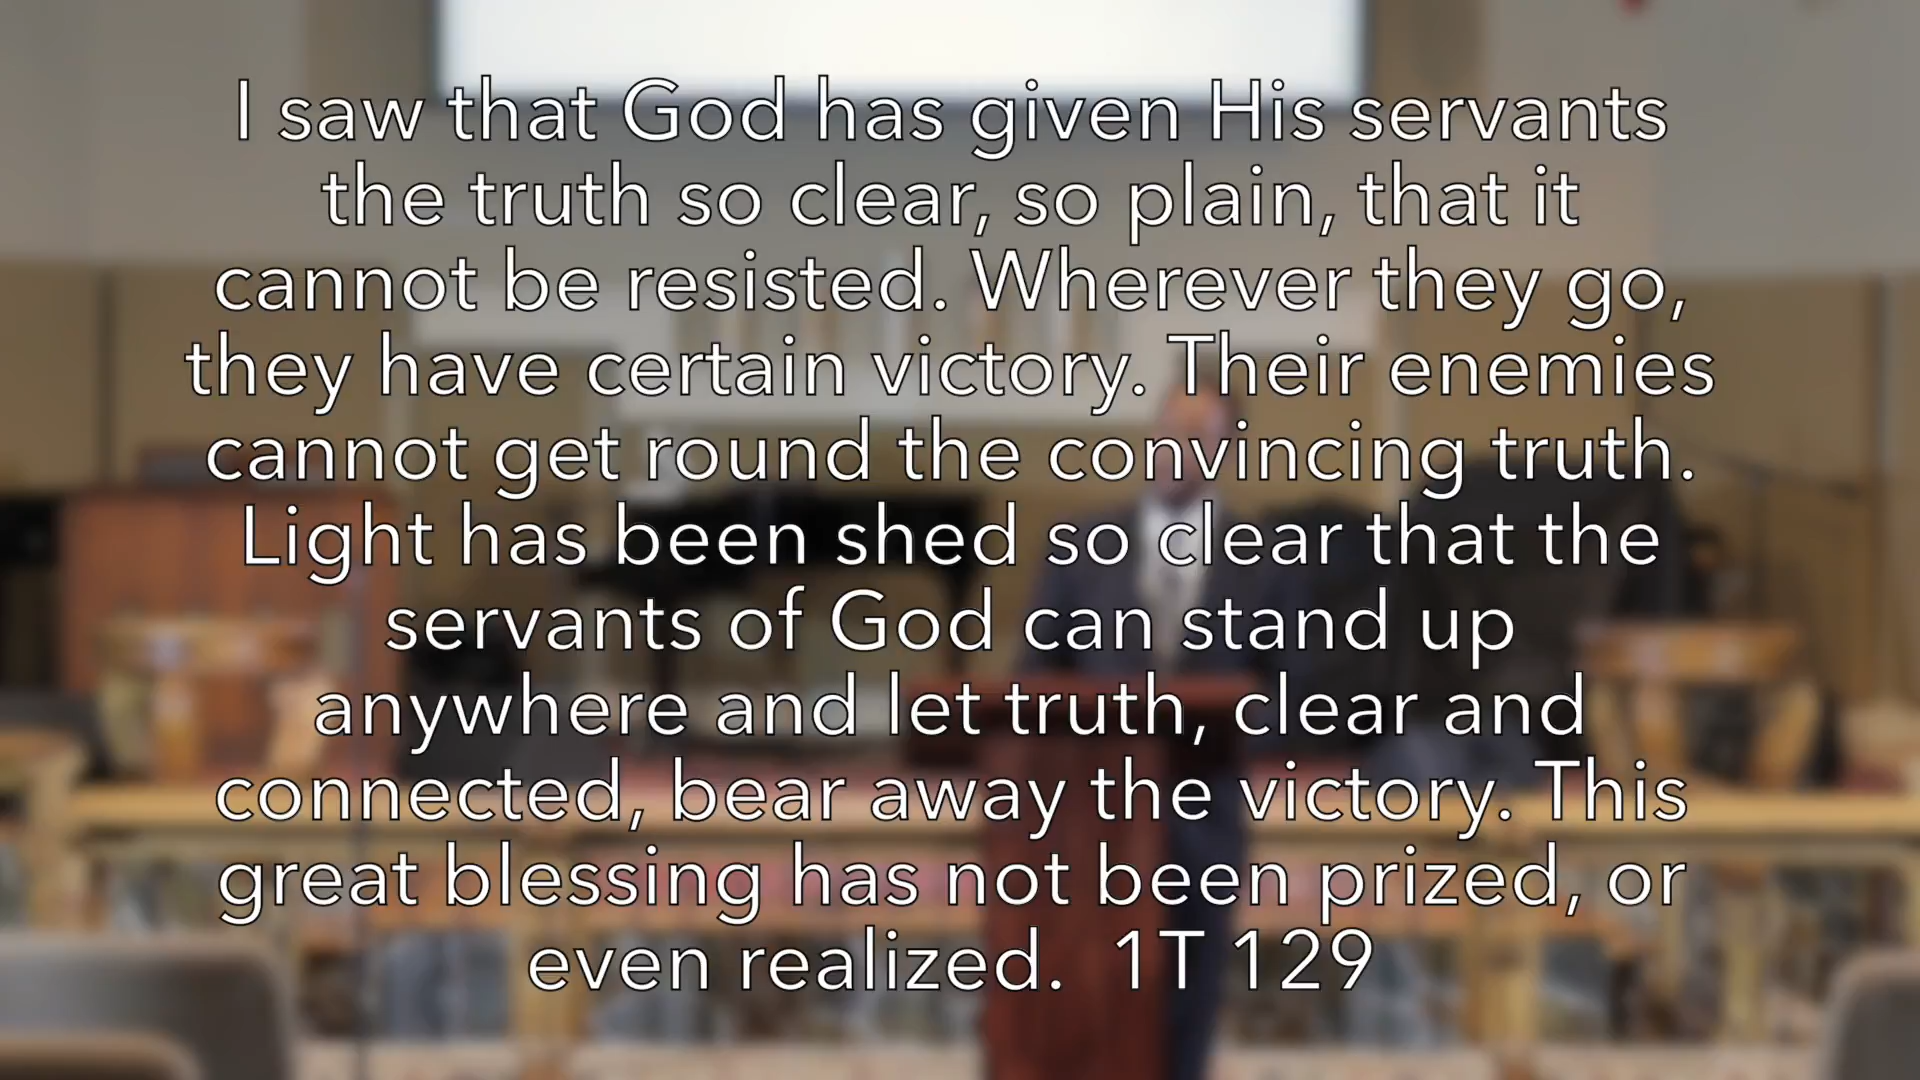 I saw that God has given His servants
the truth so clear, so plain, that it
cannot be resisted. Wherever they go,
they have certain victory. Their enemies
cannot get round the convincing truth.
Light has been shed so clear that the
servants of God can stand up
anywhere and let truth, clear and
connected, bear away the victory. This
great blessing has not been prized, or
even realized.  1T 129